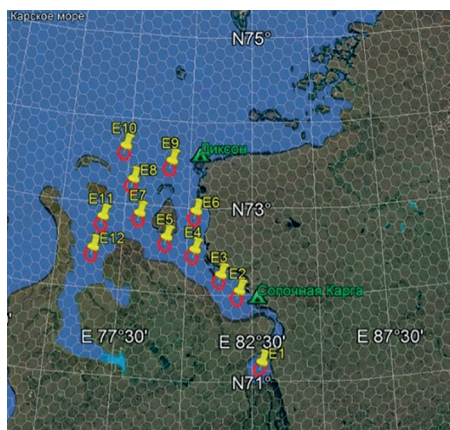 Карское море
N75°
E10
E9
Диксон
E8
E11
E7
E6
N73°
E5
E4
E12
E3
E2
Сопочная Карга
E 77°30'
E 82°30'
E 87°30'
E1
N71°